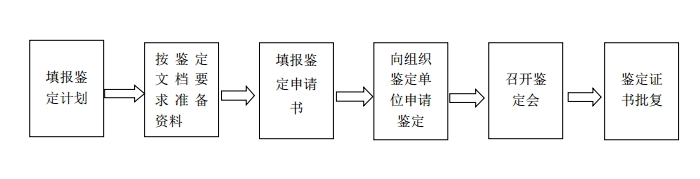 填报鉴
定计划
按鉴定
文档要
求准备
资料
填报鉴
定申请
书
向组织
鉴定单
位申请
鉴定
召开鉴
定会
鉴定证
书批复